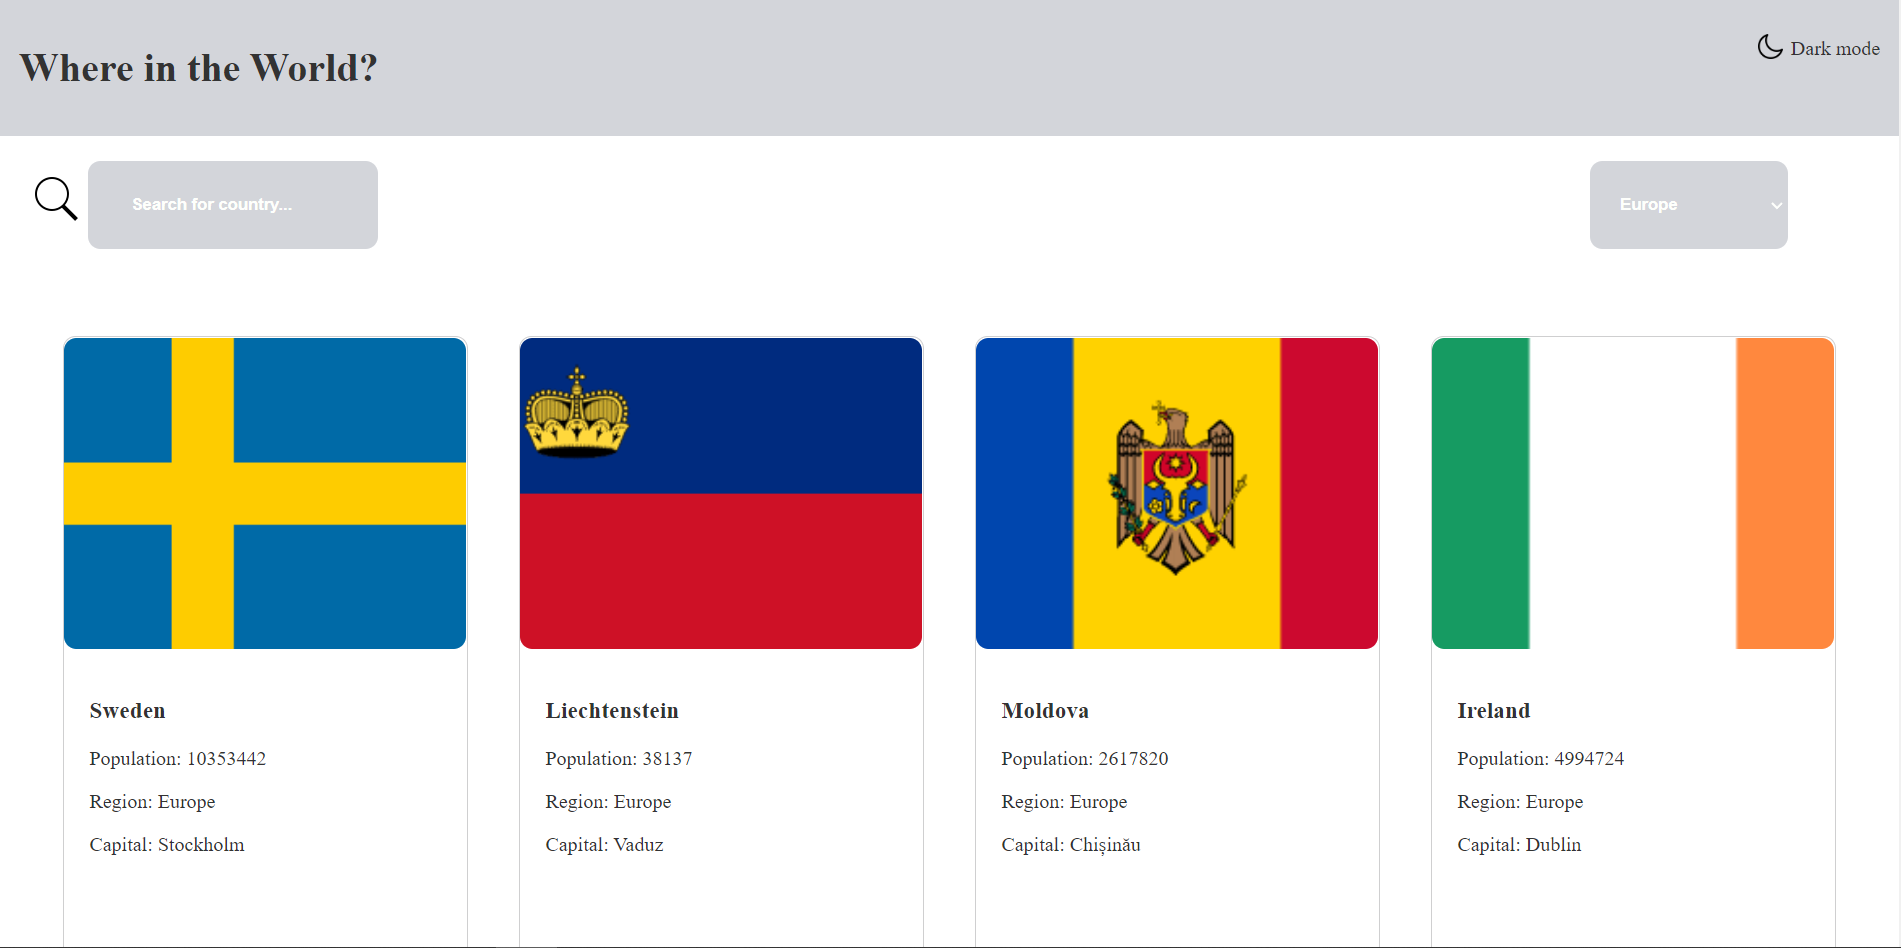 Where in the World?
Dark mode
Search for country...
Europe
Sweden
Population: 10353442
Region: Europe
Capital: Stockholm
Liechtenstein
Population: 38137
Region: Europe
Capital: Vaduz
Moldova
Population: 2617820
Region: Europe
Capital: Chișinău
Ireland
Population: 4994724
Region: Europe
Capital: Dublin